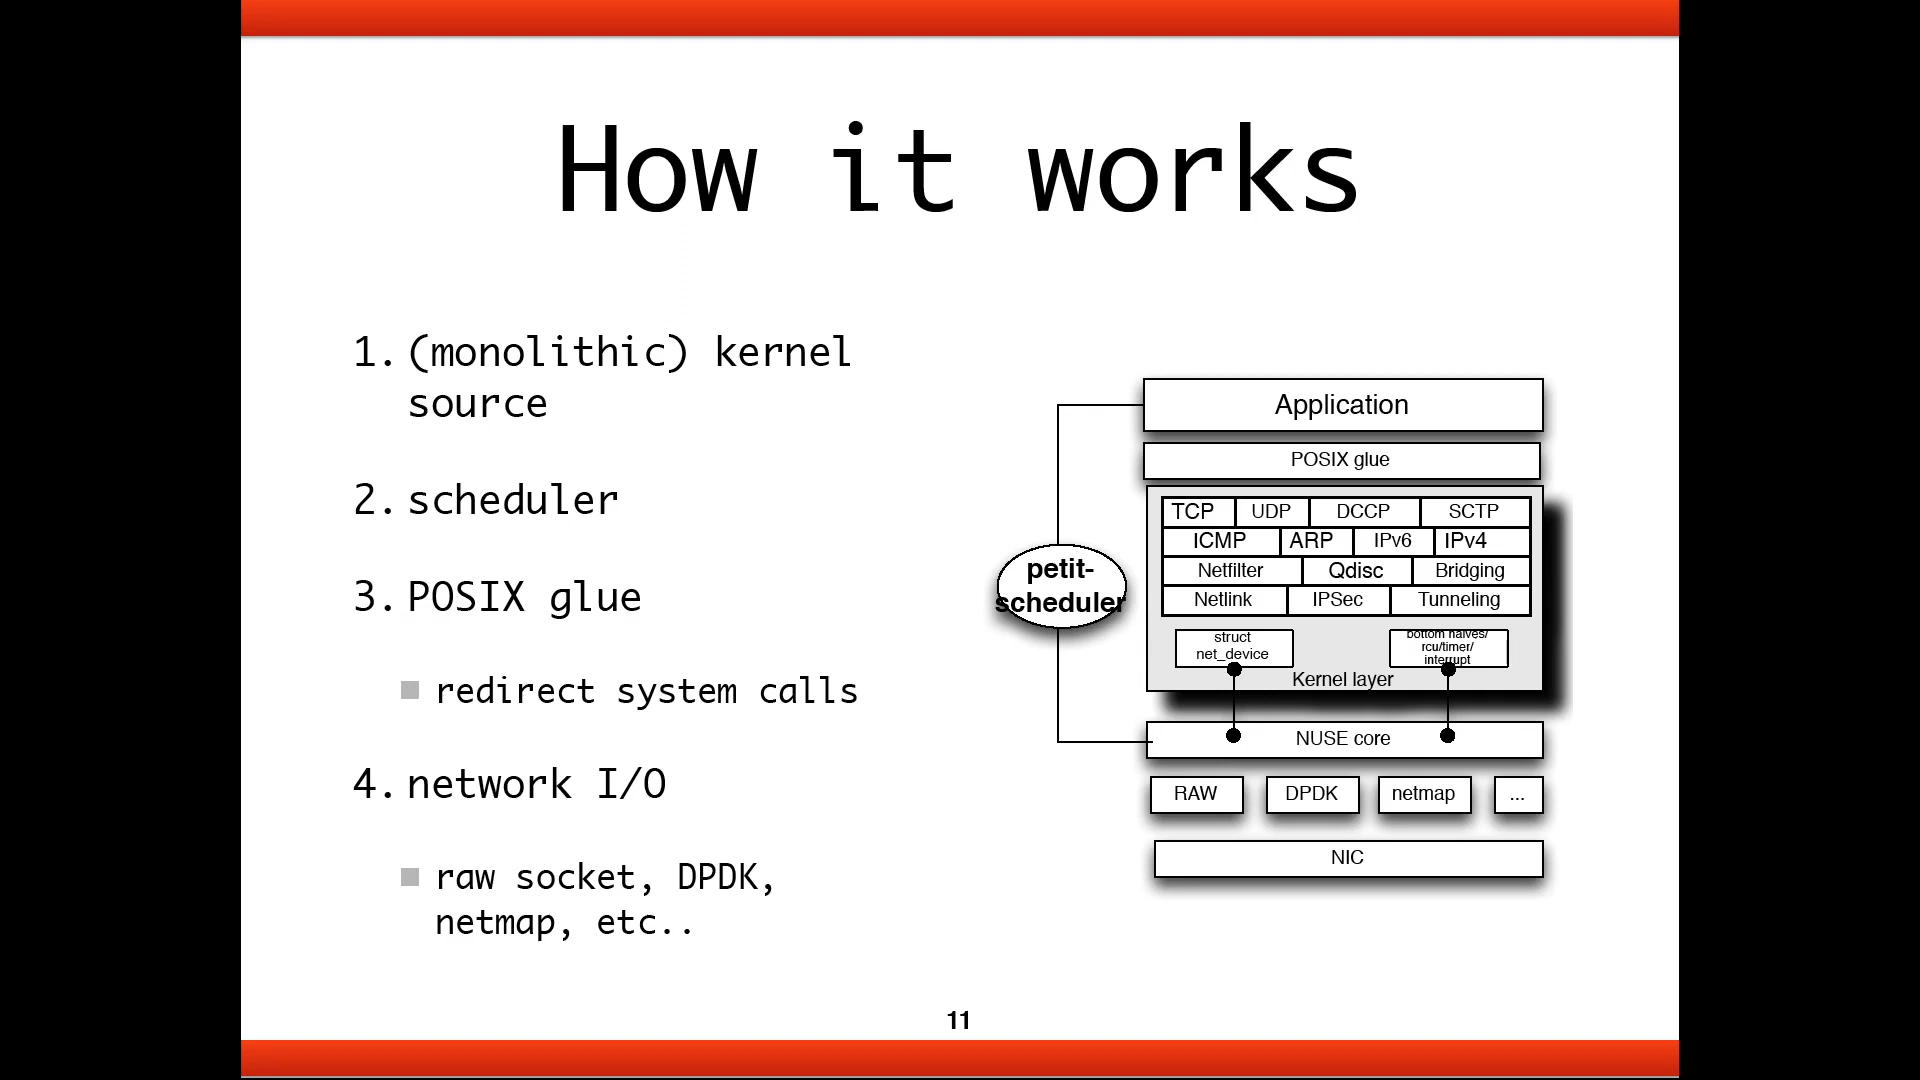 How it works
1. (monolithic) kernel
source
2. scheduler
3. POSIX glue
redirect system calls
4. network I/O
raw socket, DPDK,
netmap, etc..
Application
POSIX glue
TCP UDP DCCP SCTP
ICMP ARP IPv6 IPv4
Netfilter Qdisc Bridging
Netlink IPSec Tunneling
struct
net_device
bottom halves/
rcu/timer/
interrupt
Kernel layer
petit-
scheduler
NUSE core
RAW DPDK netmap ...
NIC
11